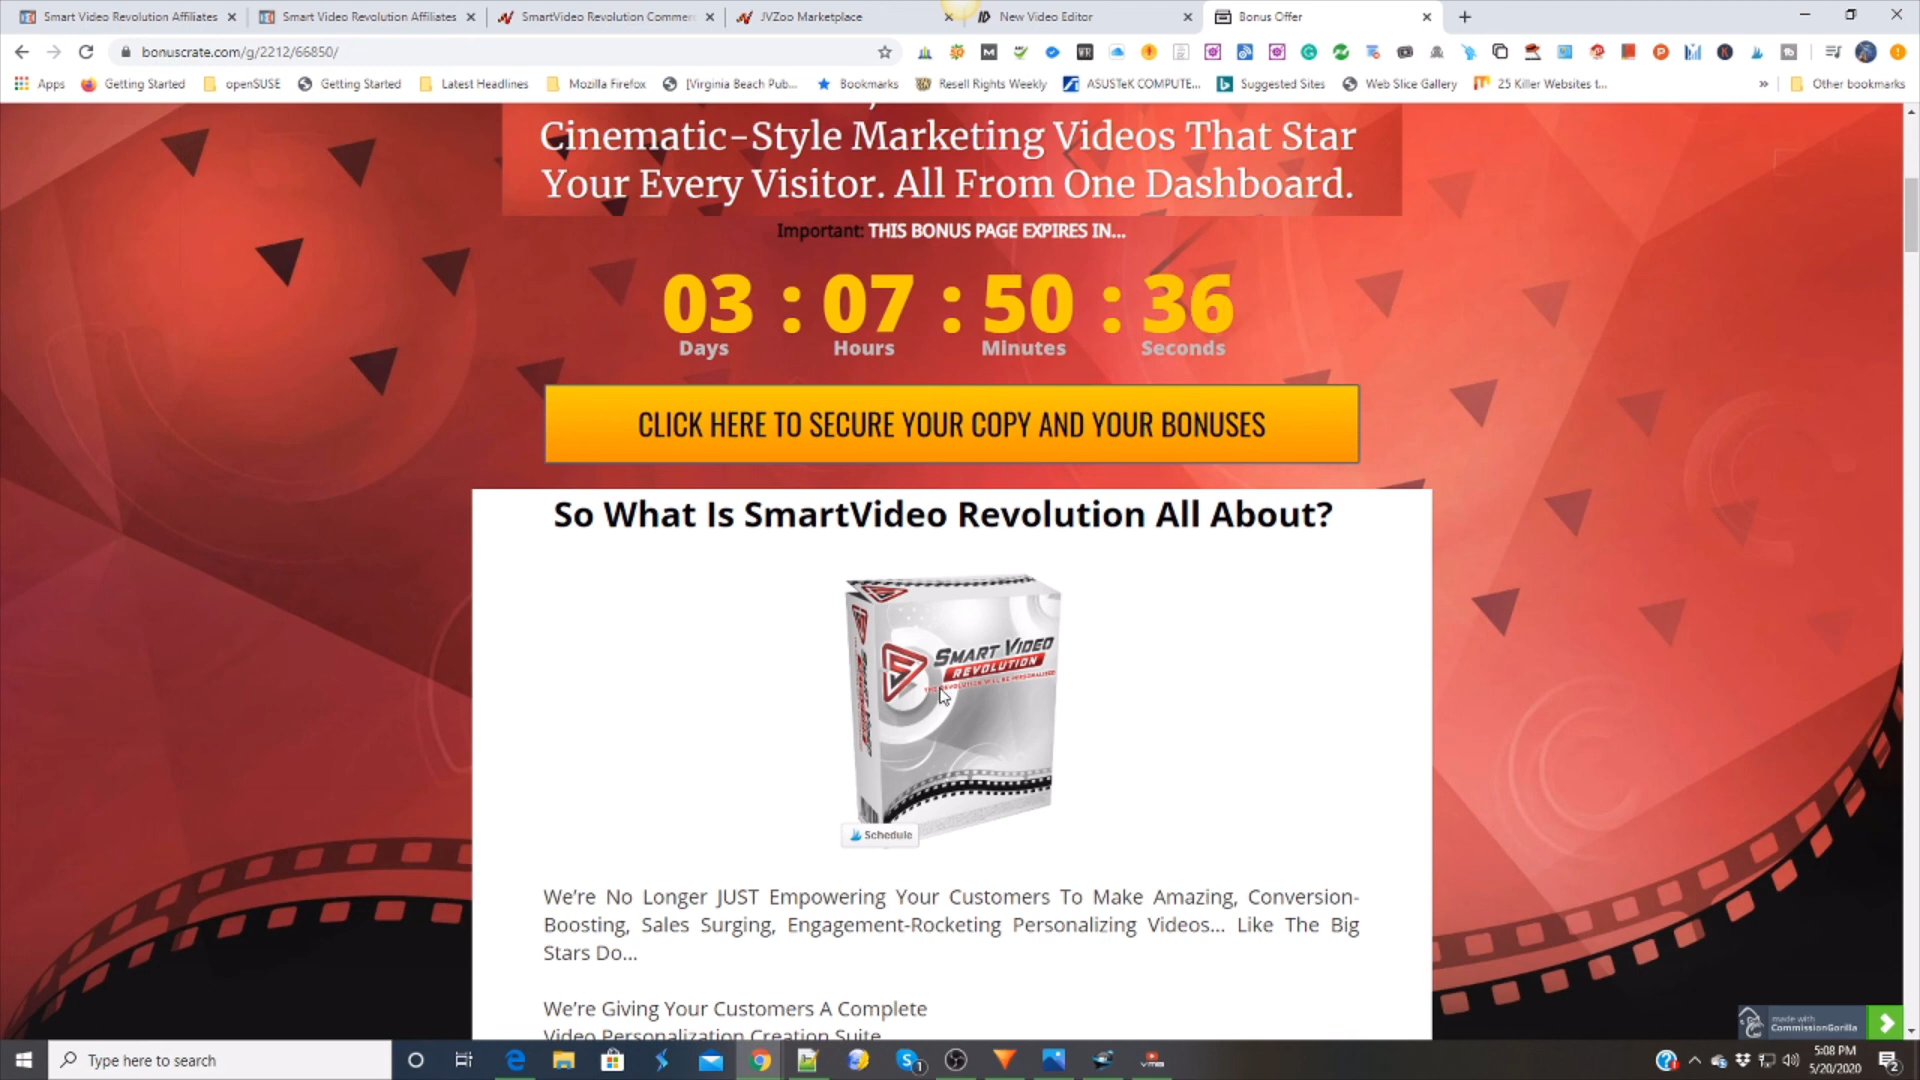 Smart Video Revolution Affiliates
Smart Video Revolution Affiliates
SmartVideo Revolution Commer
JVZoo Marketplace
New Video Editor
Bonus Offer
bonuscrate.com/g/2212/66850/
Apps
Getting Started
openSUSE
Getting Started
Latest Headlines
Mozilla Firefox
[Virginia Beach Pub...
Bookmarks
Resell Rights Weekly
ASUSTeK COMPUTE...
Suggested Sites
Web Slice Gallery
25 Killer Websites t...
Other bookmarks
Cinematic-Style Marketing Videos That Star
Your Every Visitor. All From One Dashboard.
Important: THIS BONUS PAGE EXPIRES IN...
03 : 07 : 50 : 36
Days Hours Minutes Seconds
CLICK HERE TO SECURE YOUR COPY AND YOUR BONUSES
So What Is SmartVideo Revolution All About?
SMART VIDEO
REVOLUTION
THE REVOLUTION WILL BE PERSONALIZED
Schedule
We're No Longer JUST Empowering Your Customers To Make Amazing, Conversion-
Boosting, Sales Surging, Engagement-Rocketing Personalizing Videos... Like The Big
Stars Do...
We're Giving Your Customers A Complete
Video Personalization Creation Suite
made with
CommissionGorilla
Type here to search
5:08 PM
5/20/2020